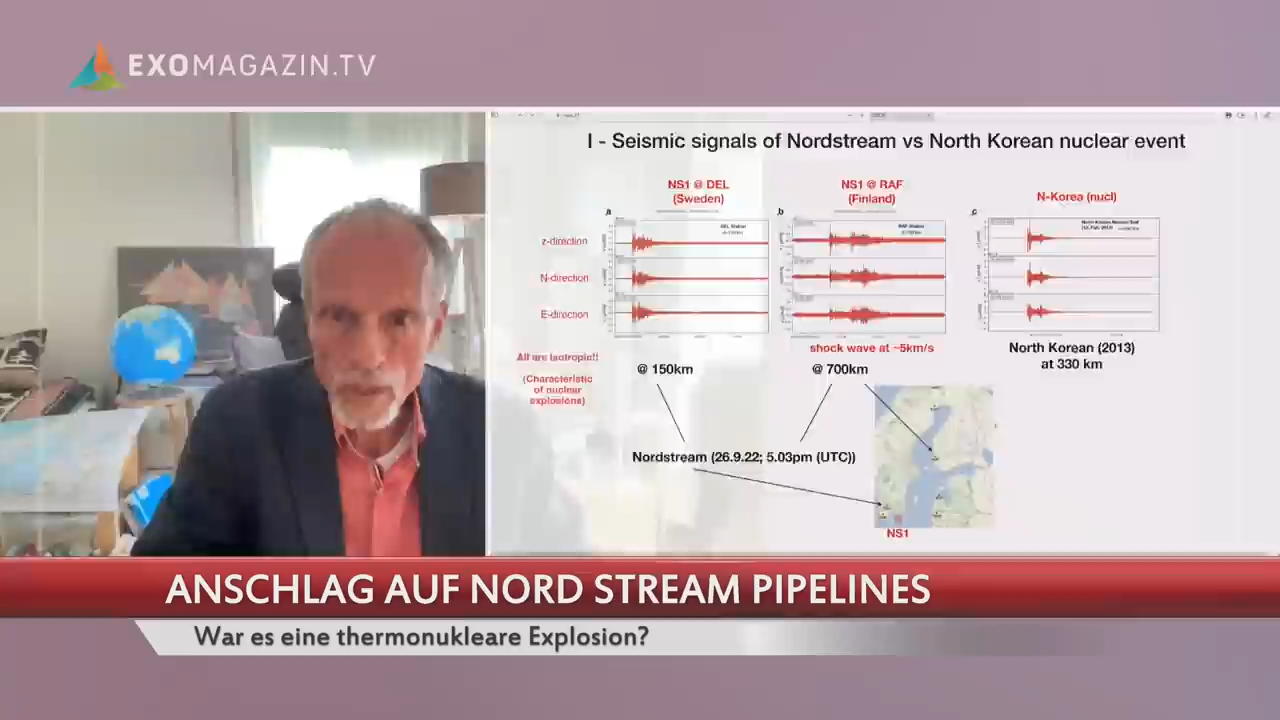 EXOMAGAZIN.TV
I - Seismic signals of Nordstream vs North Korean nuclear event
NS1 @ DEL
(Sweden)
NS1 @ RAF
(Finland)
N-Korea (nucl)
a
b
c
z-direction
N-direction
E-direction
All are isotropic!!
(Characteristic
of nuclear
explosions)
@ 150km
shock wave at ~5km/s
@ 700km
North Korean (2013)
at 330 km
Nordstream (26.9.22; 5.03pm (UTC))
NS1
ANSCHLAG AUF NORD STREAM PIPELINES
War es eine thermonukleare Explosion?